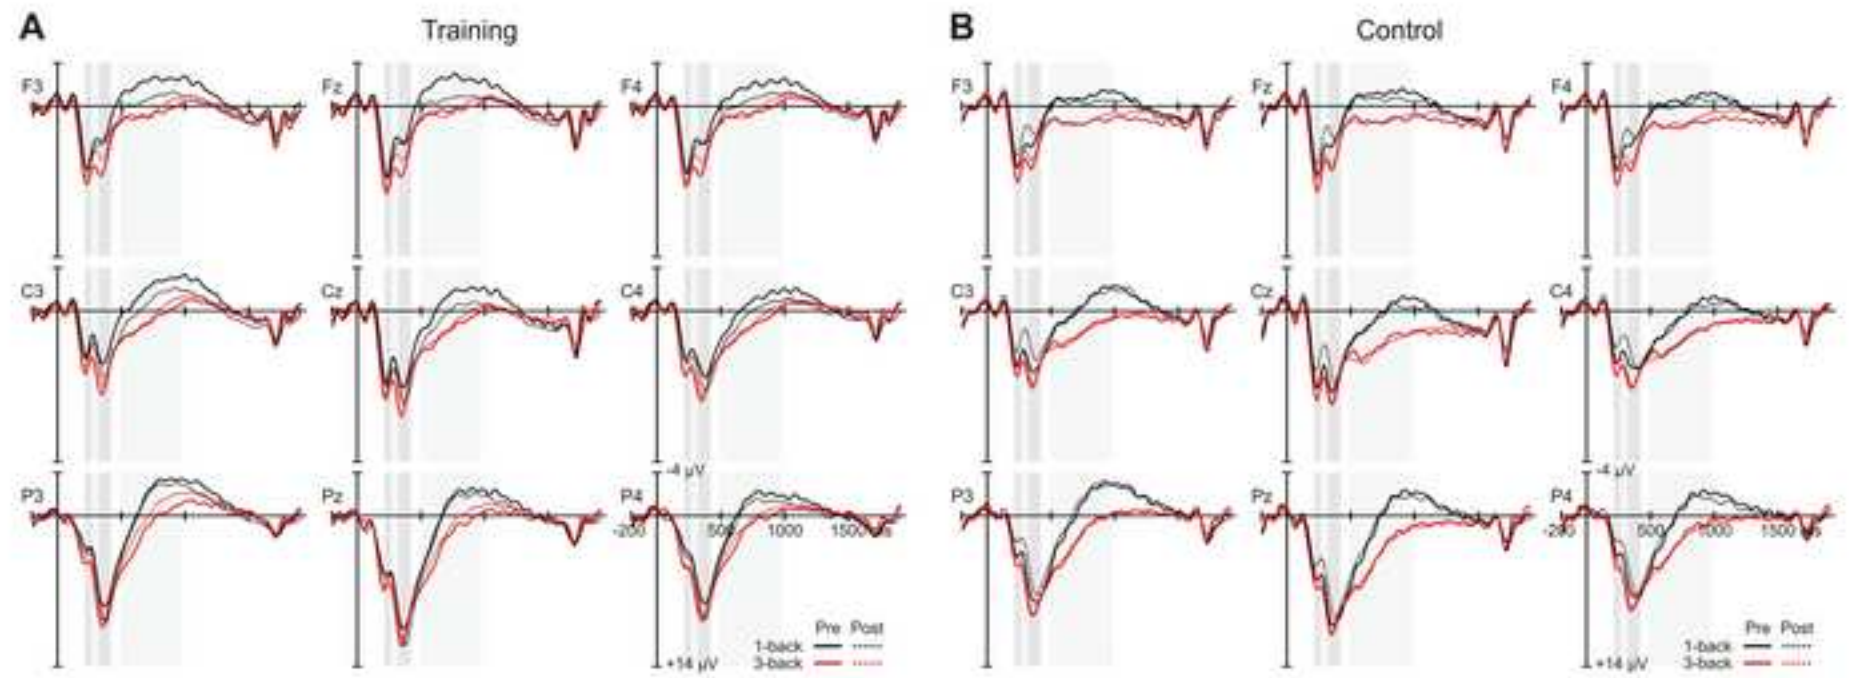 A Training
F3 Fz F4
C3 Cz C4
P3 Pz P4
-4 µV
-200 500 1000 1500
+14 µV
Pre Post
1-back
3-back
B Control
F3 Fz F4
C3 Cz C4
P3 Pz P4
-4 µV
-200 500 1000 1500
+14 µV
Pre Post
1-back
3-back